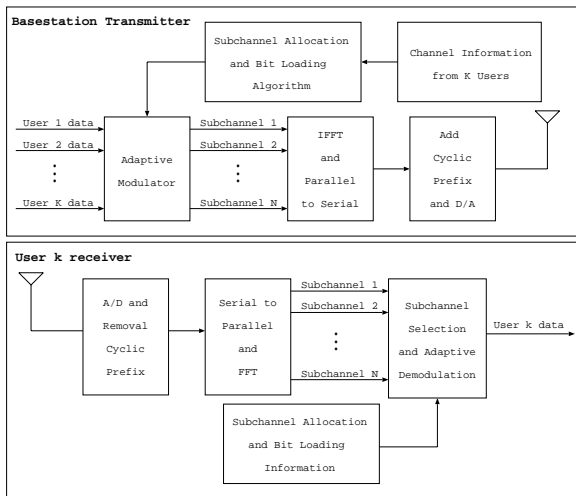 Basestation Transmitter
Subchannel Allocation
and Bit Loading
Algorithm
Channel Information
from K Users
User 1 data
User 2 data
User K data
Adaptive
Modulator
Subchannel 1
Subchannel 2
Subchannel N
IFFT
and
Parallel
to Serial
Add
Cyclic
Prefix
and D/A
User k receiver
A/D and
Removal
Cyclic
Prefix
Serial to
Parallel
and
FFT
Subchannel 1
Subchannel 2
Subchannel N
Subchannel
Selection
and Adaptive
Demodulation
User k data
Subchannel Allocation
and Bit Loading
Information